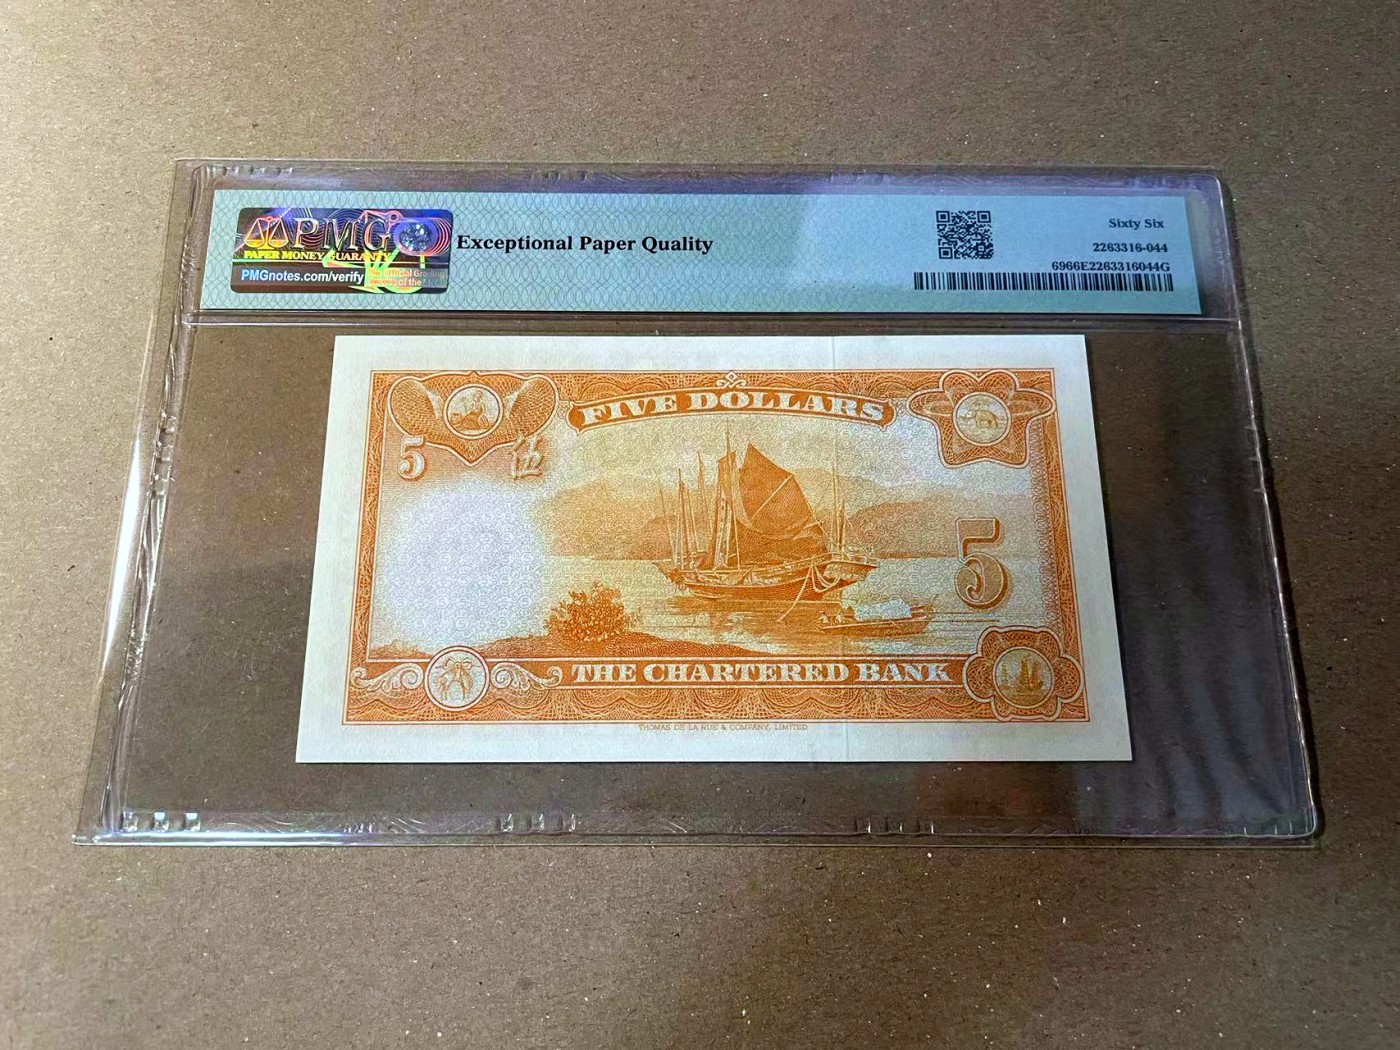 PMG
PAPER MONEY GUARANTY
PMGnotes.com/verify
Exceptional Paper Quality
Sixty Six
2263316-044
6966E2263316044G
FIVE DOLLARS
5 伍
5
THE CHARTERED BANK
THOMAS DE LA RUE & COMPANY, LIMITED